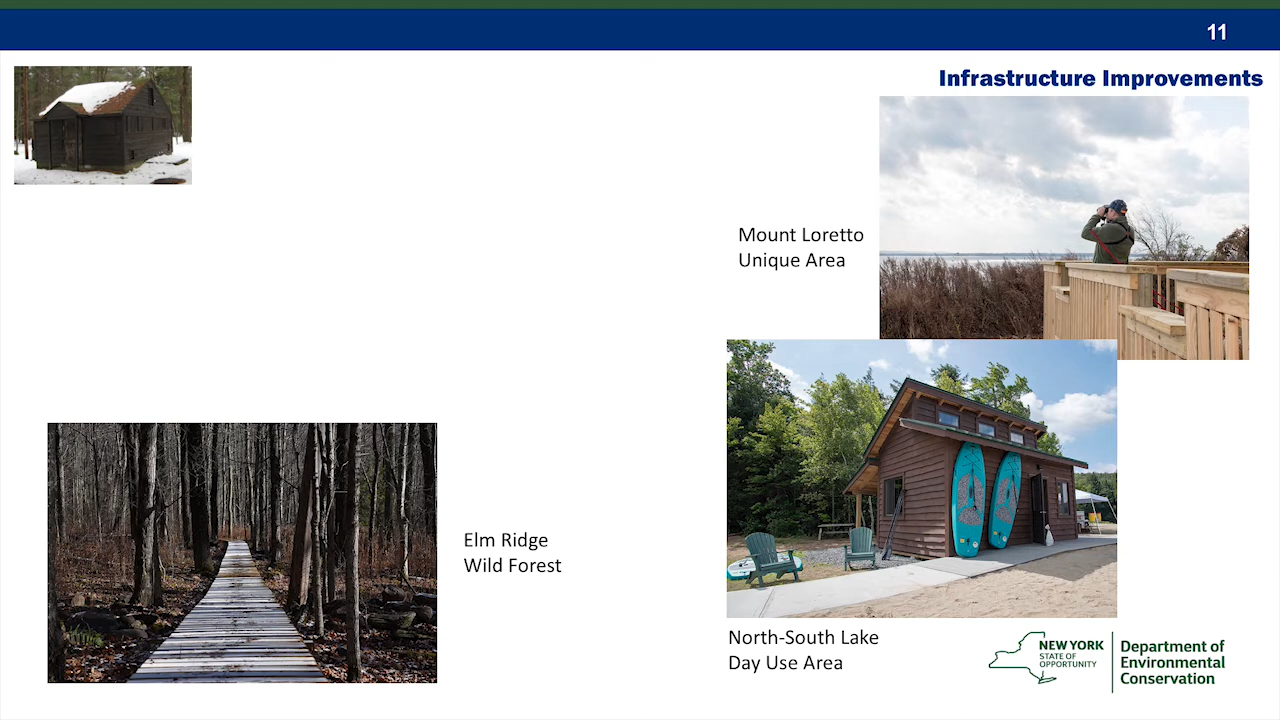 11
Infrastructure Improvements
Mount Loretto
Unique Area
Elm Ridge
Wild Forest
North-South Lake
Day Use Area
NEW YORK
STATE OF
OPPORTUNITY
Department of
Environmental
Conservation